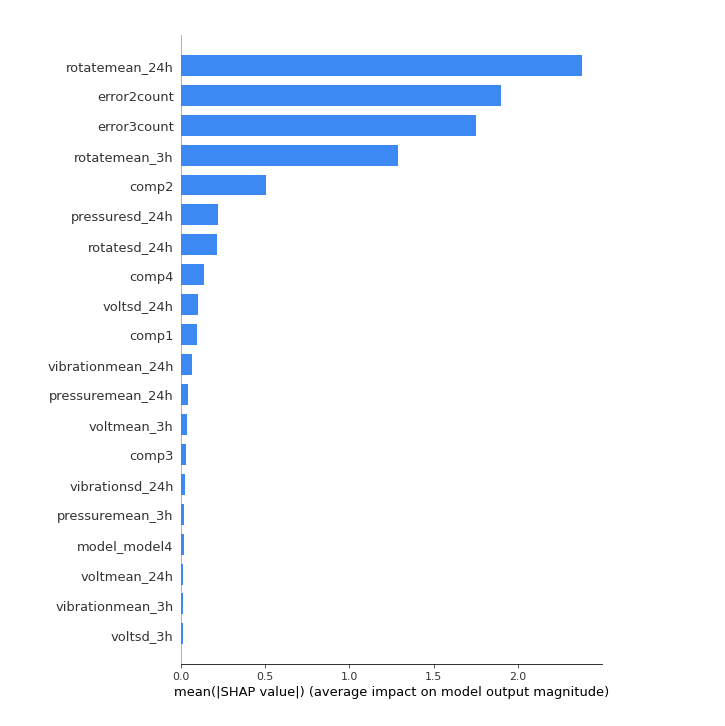 rotatemean_24h
error2count
error3count
rotatemean_3h
comp2
pressuresd_24h
rotatesd_24h
comp4
voltsd_24h
comp1
vibrationmean_24h
pressuremean_24h
voltmean_3h
comp3
vibrationsd_24h
pressuremean_3h
model_model4
voltmean_24h
vibrationmean_3h
voltsd_3h
0.0 0.5 1.0 1.5 2.0
mean(|SHAP value|) (average impact on model output magnitude)